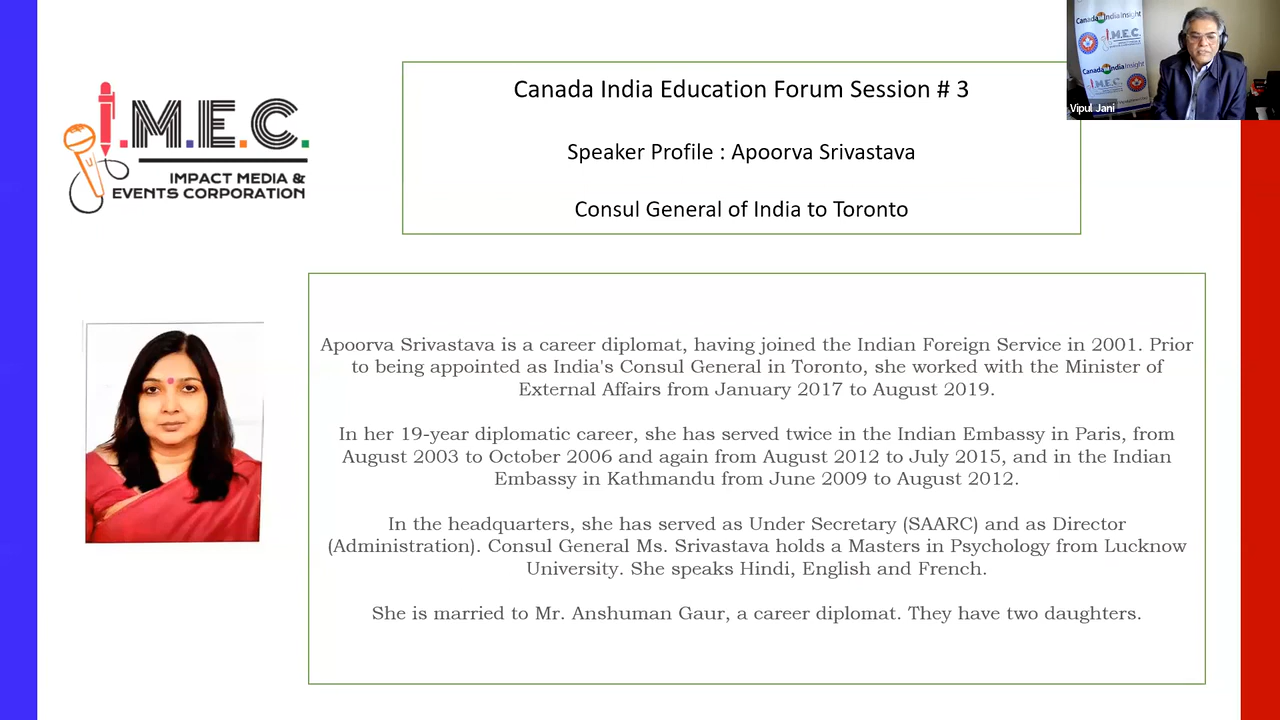 I.M.E.C.
IMPACT MEDIA &
EVENTS CORPORATION
Canada India Education Forum Session # 3
Speaker Profile : Apoorva Srivastava
Consul General of India to Toronto
Canada India Insight
I.M.E.C.
Canada India Insight
Vipul Jani
Apoorva Srivastava is a career diplomat, having joined the Indian Foreign Service in 2001. Prior
to being appointed as India's Consul General in Toronto, she worked with the Minister of
External Affairs from January 2017 to August 2019.
In her 19-year diplomatic career, she has served twice in the Indian Embassy in Paris, from
August 2003 to October 2006 and again from August 2012 to July 2015, and in the Indian
Embassy in Kathmandu from June 2009 to August 2012.
In the headquarters, she has served as Under Secretary (SAARC) and as Director
(Administration). Consul General Ms. Srivastava holds a Masters in Psychology from Lucknow
University. She speaks Hindi, English and French.
She is married to Mr. Anshuman Gaur, a career diplomat. They have two daughters.